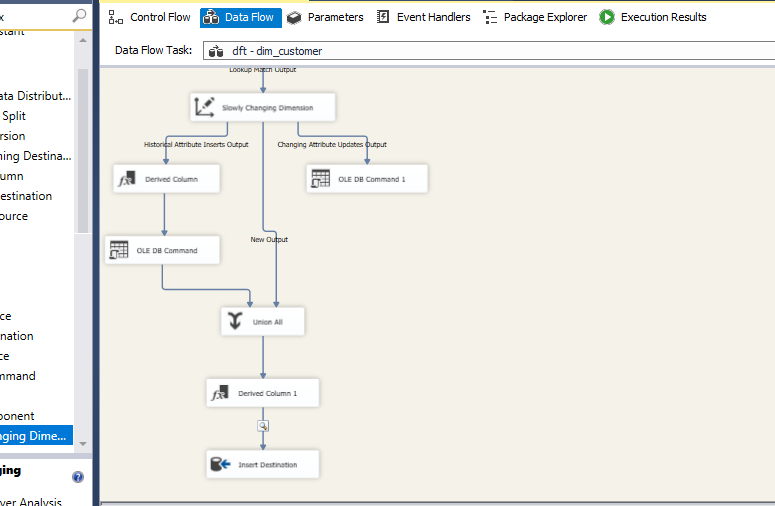 x
Control Flow
Data Flow
Parameters
Event Handlers
Package Explorer
Execution Results
Data Flow Task:
dft - dim_customer
stant
ata Distribut...
Split
rsion
ning Destina...
umn
estination
ource
ce
nation
ce
mmand
ponent
nging Dime...
ging
ver Analysis
Lookup Match Output
Slowly Changing Dimension
Historical Attribute Inserts Output
Changing Attribute Updates Output
Derived Column
OLE DB Command 1
New Output
OLE DB Command
Union All
Derived Column 1
Insert Destination